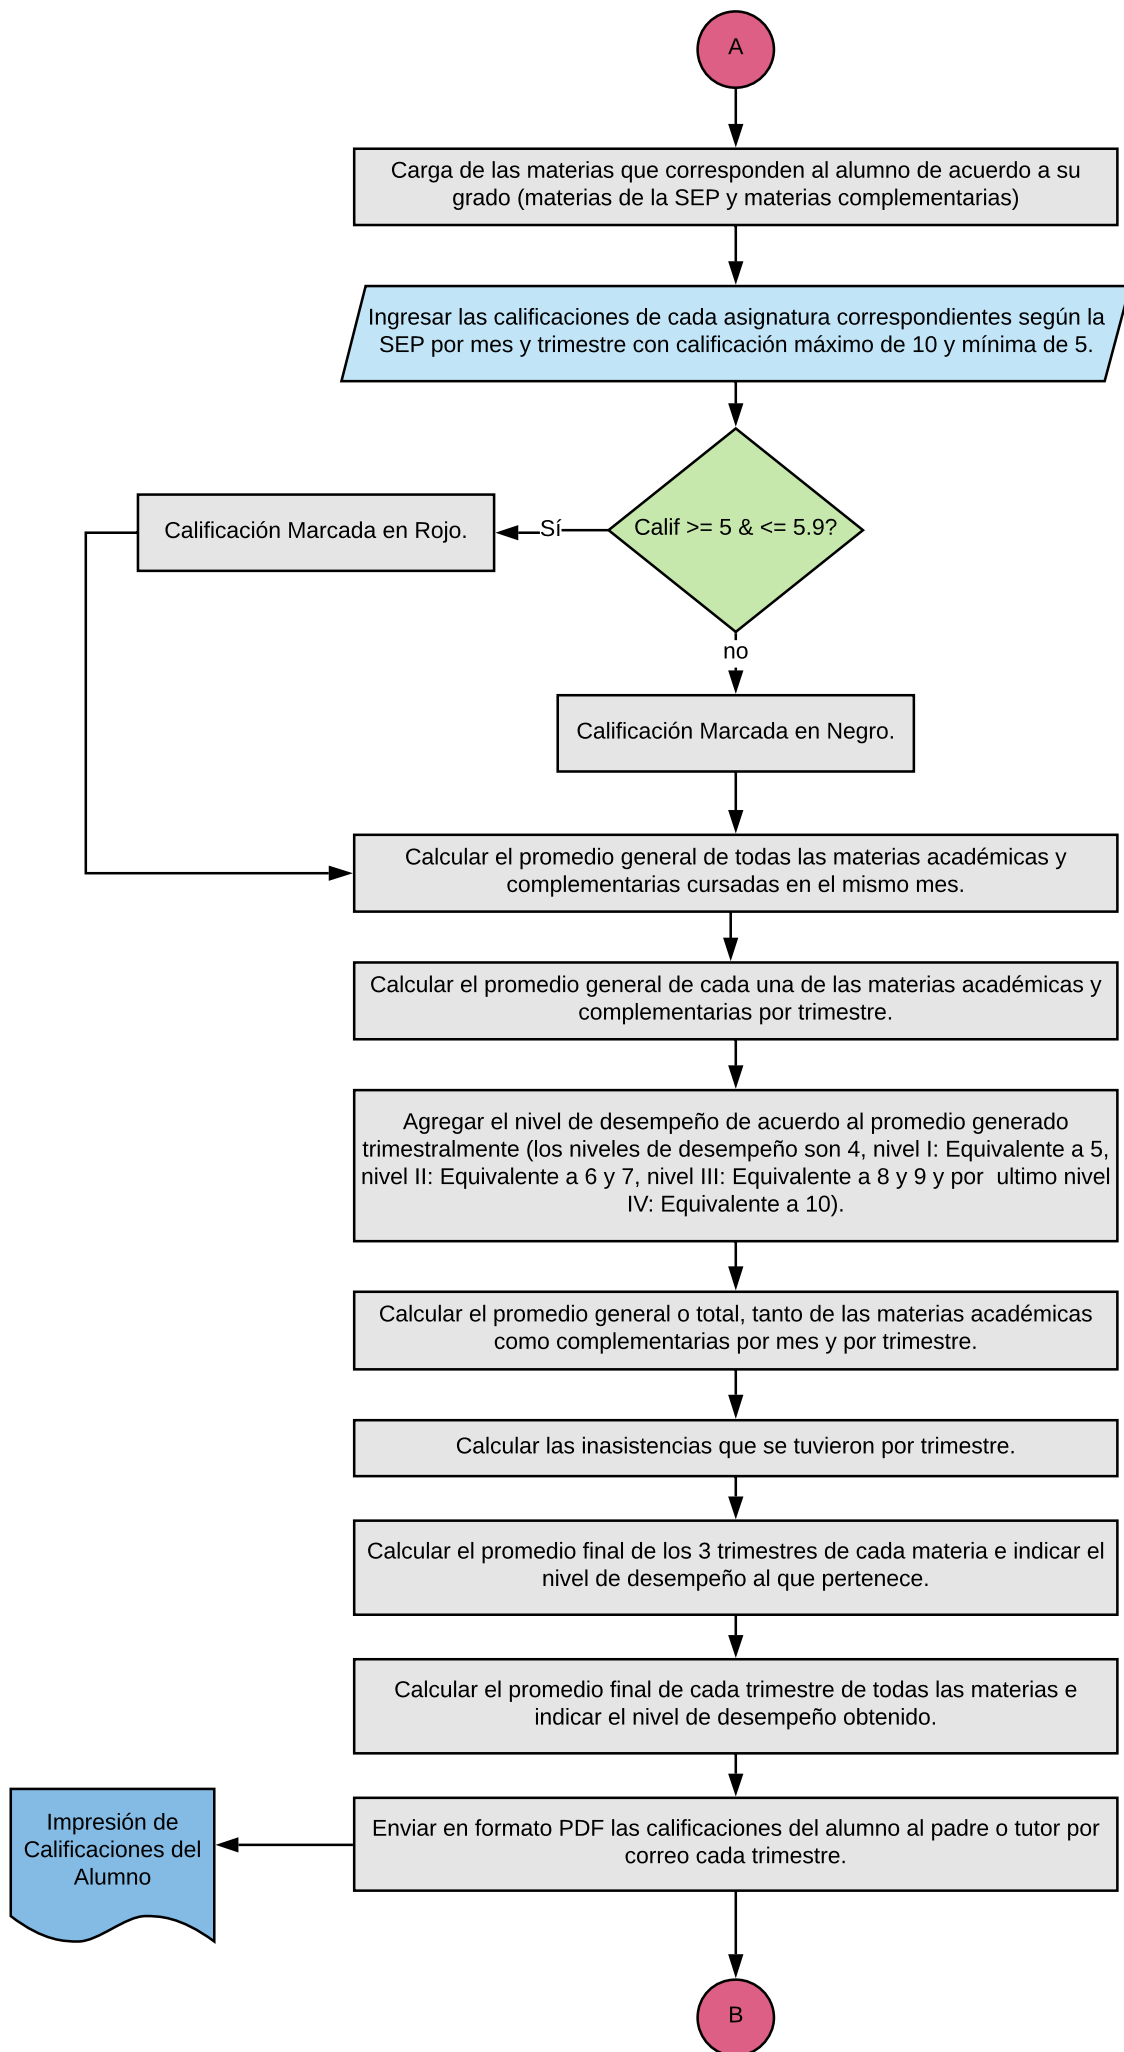 A
Carga de las materias que corresponden al alumno de acuerdo a su
grado (materias de la SEP y materias complementarias)
Ingresar las calificaciones de cada asignatura correspondientes según la
SEP por mes y trimestre con calificación máximo de 10 y mínima de 5.
Calif >= 5 & <= 5.9?
Sí
Calificación Marcada en Rojo.
no
Calificación Marcada en Negro.
Calcular el promedio general de todas las materias académicas y
complementarias cursadas en el mismo mes.
Calcular el promedio general de cada una de las materias académicas y
complementarias por trimestre.
Agregar el nivel de desempeño de acuerdo al promedio generado
trimestralmente (los niveles de desempeño son 4, nivel I: Equivalente a 5,
nivel II: Equivalente a 6 y 7, nivel III: Equivalente a 8 y 9 y por  ultimo nivel
IV: Equivalente a 10).
Calcular el promedio general o total, tanto de las materias académicas
como complementarias por mes y por trimestre.
Calcular las inasistencias que se tuvieron por trimestre.
Calcular el promedio final de los 3 trimestres de cada materia e indicar el
nivel de desempeño al que pertenece.
Calcular el promedio final de cada trimestre de todas las materias e
indicar el nivel de desempeño obtenido.
Enviar en formato PDF las calificaciones del alumno al padre o tutor por
correo cada trimestre.
Impresión de
Calificaciones del
Alumno
B